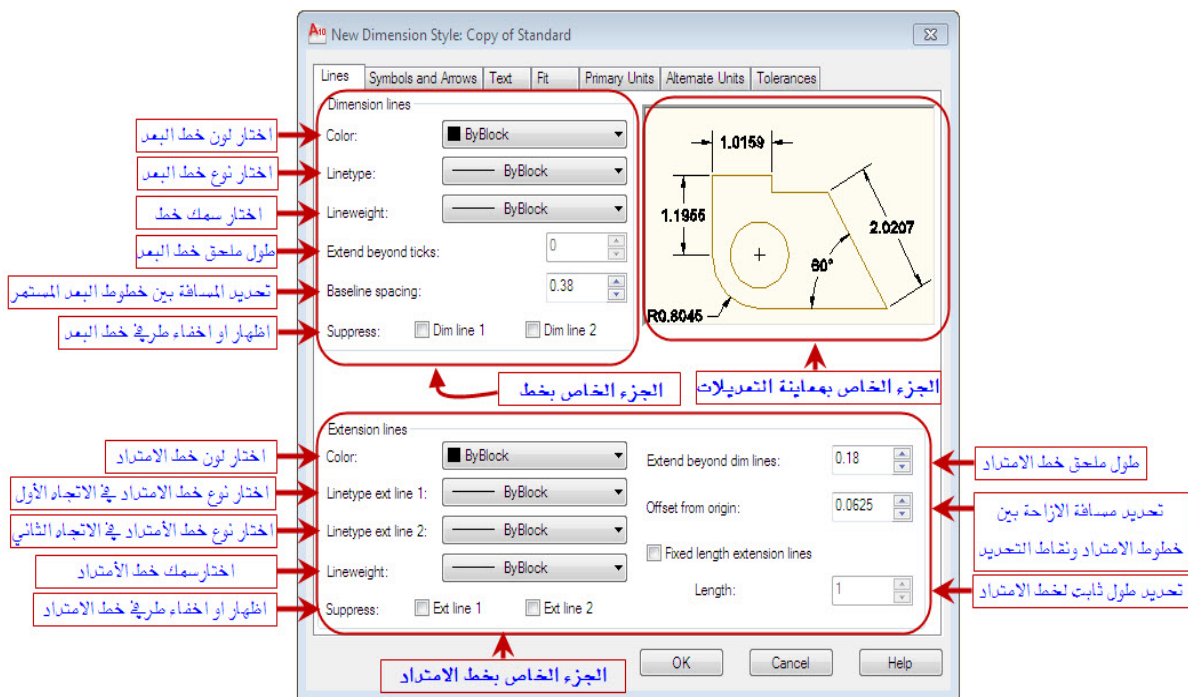 A10 New Dimension Style: Copy of Standard
Lines Symbols and Arrows Text Fit Primary Units Alternate Units Tolerances
Dimension lines
اختار لون خط البعد
Color: ByBlock
اختار نوع خط البعد
Linetype: ByBlock
اختار سمك خط
Lineweight: ByBlock
طول ملحق خط البعد
Extend beyond ticks: 0
تحديد المسافة بين خطوط البعد المستمر
Baseline spacing: 0.38
اظهار او اخفاء طرفي خط البعد
Suppress: Dim line 1 Dim line 2
1.0159
1.1955
2.0207
60°
R0.8045
الجزء الخاص بخط
الجزء الخاص بمعاينة التعديلات
Extension lines
اختار لون خط الامتداد
Color: ByBlock
اختار نوع خط الامتداد في الاتجاه الأول
Linetype ext line 1: ByBlock
اختار نوع خط الأمتداد في الاتجاه الثاني
Linetype ext line 2: ByBlock
اختارسمك خط الأمتداد
Lineweight: ByBlock
اظهار او اخفاء طرفي خط الامتداد
Suppress: Ext line 1 Ext line 2
Extend beyond dim lines: 0.18
طول ملحق خط الامتداد
Offset from origin: 0.0625
تحديد مسافة الازاحة بين
خطوط الامتداد ونقاط التحديد
Fixed length extension lines
Length: 1
تحديد طول ثابت لخط الامتداد
الجزء الخاص بخط الامتداد
OK Cancel Help